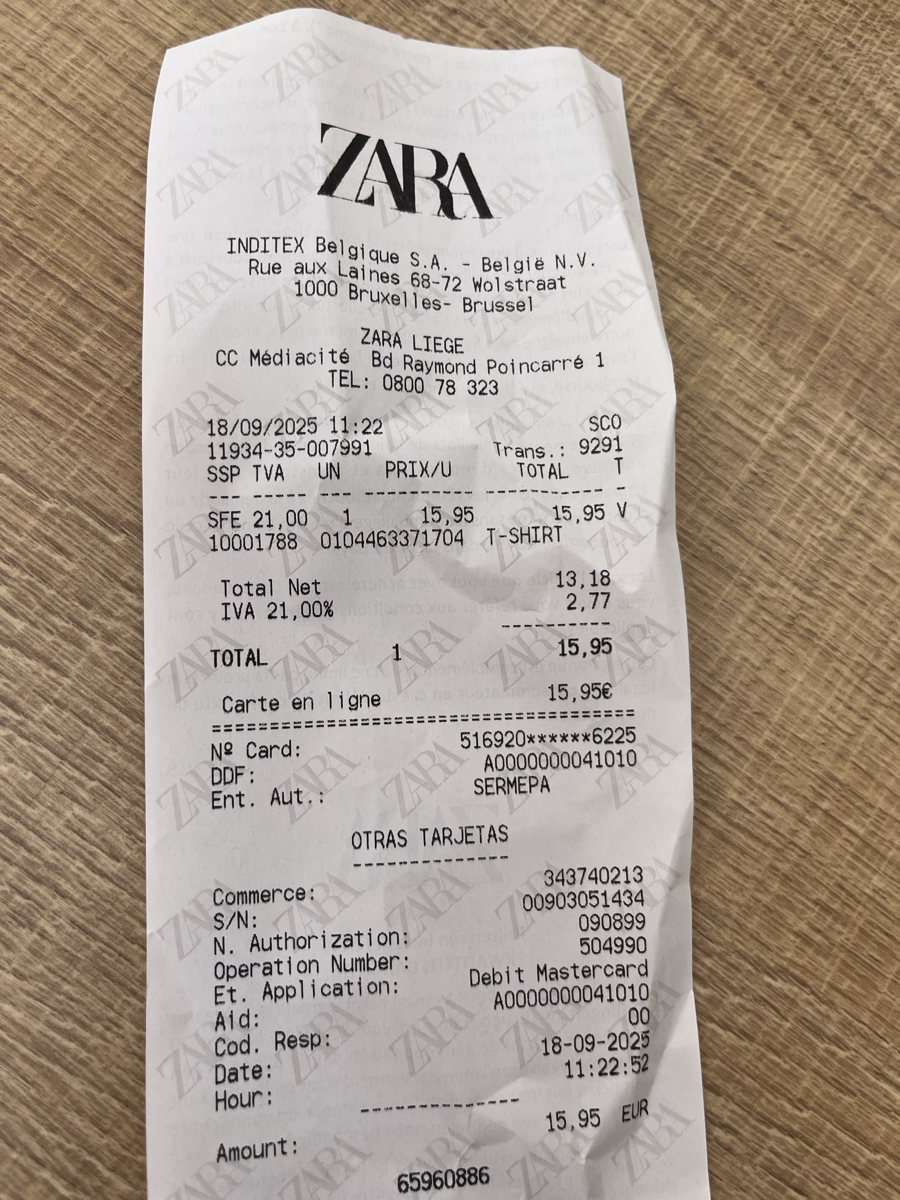 ZARA
INDITEX Belgique S.A. - België N.V.
Rue aux Laines 68-72 Wolstraat
1000 Bruxelles- Brussel
ZARA LIEGE
CC Médiacité Bd Raymond Poincarré 1
TEL: 0800 78 323
18/09/2025 11:22 SCO
11934-35-007991 Trans.: 9291
SSP TVA UN PRIX/U TOTAL T
--- ----- --- ---------- ------------ -
SFE 21,00 1 15,95 15,95 V
10001788 0104463371704 T-SHIRT
Total Net 13,18
IVA 21,00% 2,77
----------
TOTAL 1 15,95
Carte en ligne 15,95€
========================================
Nº Card: 516920******6225
DDF: A0000000041010
Ent. Aut.: SERMEPA
OTRAS TARJETAS
--------------
Commerce: 343740213
S/N: 00903051434
N. Authorization: 090899
Operation Number: 504990
Et. Application: Debit Mastercard
Aid: A0000000041010
Cod. Resp: 00
Date: 18-09-2025
Hour: 11:22:52
--------------
Amount: 15,95 EUR
65960886